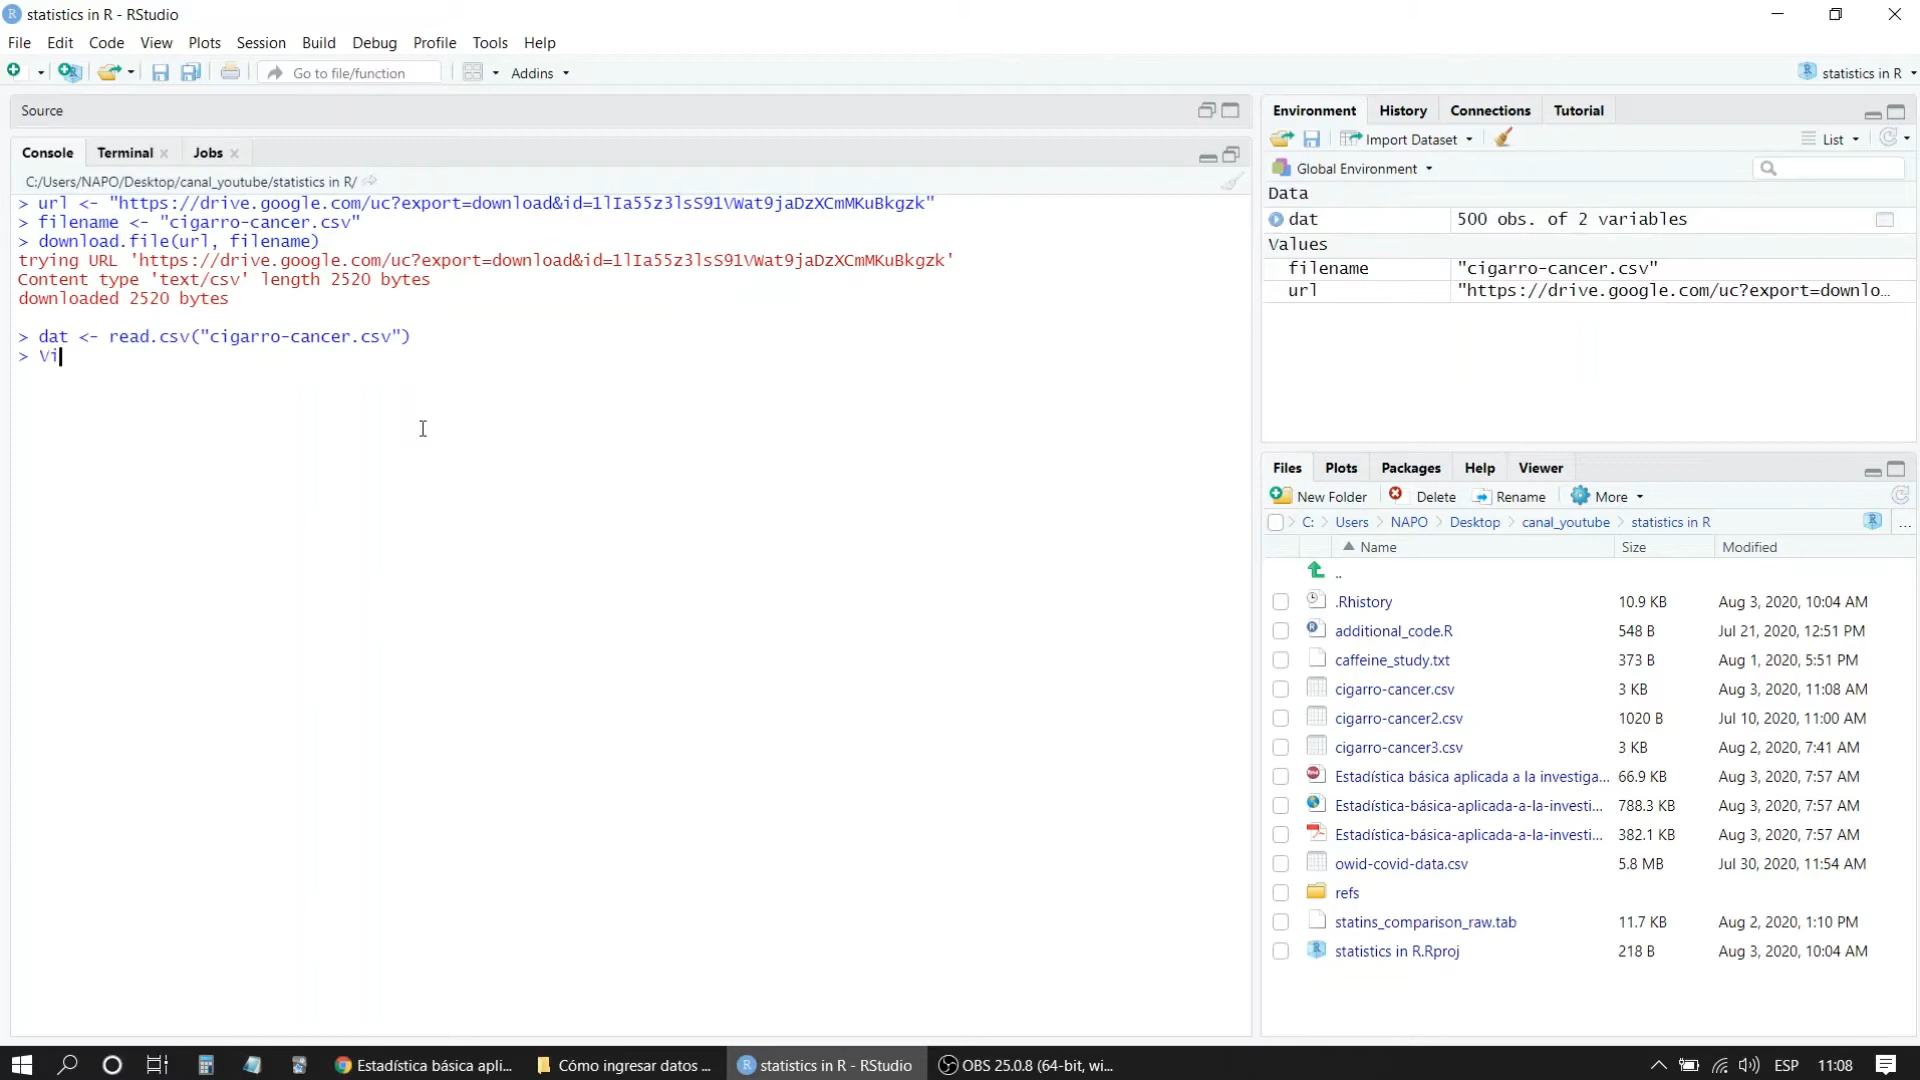 statistics in R - RStudio
File Edit Code View Plots Session Build Debug Profile Tools Help
Go to file/function Addins statistics in R
Source
Console Terminal Jobs
C:/Users/NAPO/Desktop/canal_youtube/statistics in R/
> url <- "https://drive.google.com/uc?export=download&id=1lIa55z3lsS91VWat9jaDzXCmMKuBkgzk"
> filename <- "cigarro-cancer.csv"
> download.file(url, filename)
trying URL 'https://drive.google.com/uc?export=download&id=1lIa55z3lsS91VWat9jaDzXCmMKuBkgzk'
Content type 'text/csv' length 2520 bytes
downloaded 2520 bytes
> dat <- read.csv("cigarro-cancer.csv")
> Vi
Environment History Connections Tutorial
Import Dataset List
Global Environment
Data
dat 500 obs. of 2 variables
Values
filename "cigarro-cancer.csv"
url "https://drive.google.com/uc?export=downlo…
Files Plots Packages Help Viewer
New Folder Delete Rename More
C: Users NAPO Desktop canal_youtube statistics in R ...
Name Size Modified
..
.Rhistory 10.9 KB Aug 3, 2020, 10:04 AM
additional_code.R 548 B Jul 21, 2020, 12:51 PM
caffeine_study.txt 373 B Aug 1, 2020, 5:51 PM
cigarro-cancer.csv 3 KB Aug 3, 2020, 11:08 AM
cigarro-cancer2.csv 1020 B Jul 10, 2020, 11:00 AM
cigarro-cancer3.csv 3 KB Aug 2, 2020, 7:41 AM
Estadística básica aplicada a la investiga... 66.9 KB Aug 3, 2020, 7:57 AM
Estadística-básica-aplicada-a-la-investi... 788.3 KB Aug 3, 2020, 7:57 AM
Estadística-básica-aplicada-a-la-investi... 382.1 KB Aug 3, 2020, 7:57 AM
owid-covid-data.csv 5.8 MB Jul 30, 2020, 11:54 AM
refs
statins_comparison_raw.tab 11.7 KB Aug 2, 2020, 1:10 PM
statistics in R.Rproj 218 B Aug 3, 2020, 10:04 AM
Estadística básica apli... Cómo ingresar datos ... statistics in R - RStudio OBS 25.0.8 (64-bit, wi... ESP 11:08